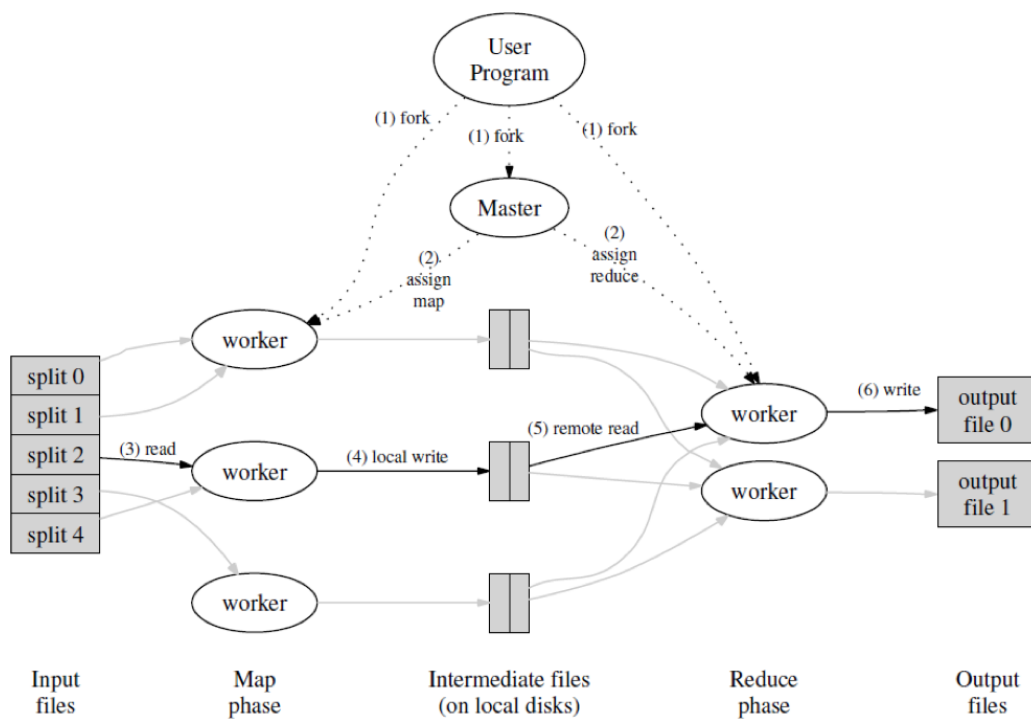 User
Program
(1) fork
(1) fork
(1) fork
Master
(2)
assign
map
(2)
assign
reduce
worker
split 0
split 1
split 2
split 3
split 4
(3) read
worker
(4) local write
(5) remote read
worker
(6) write
output
file 0
worker
output
file 1
worker
Input
files
Map
phase
Intermediate files
(on local disks)
Reduce
phase
Output
files